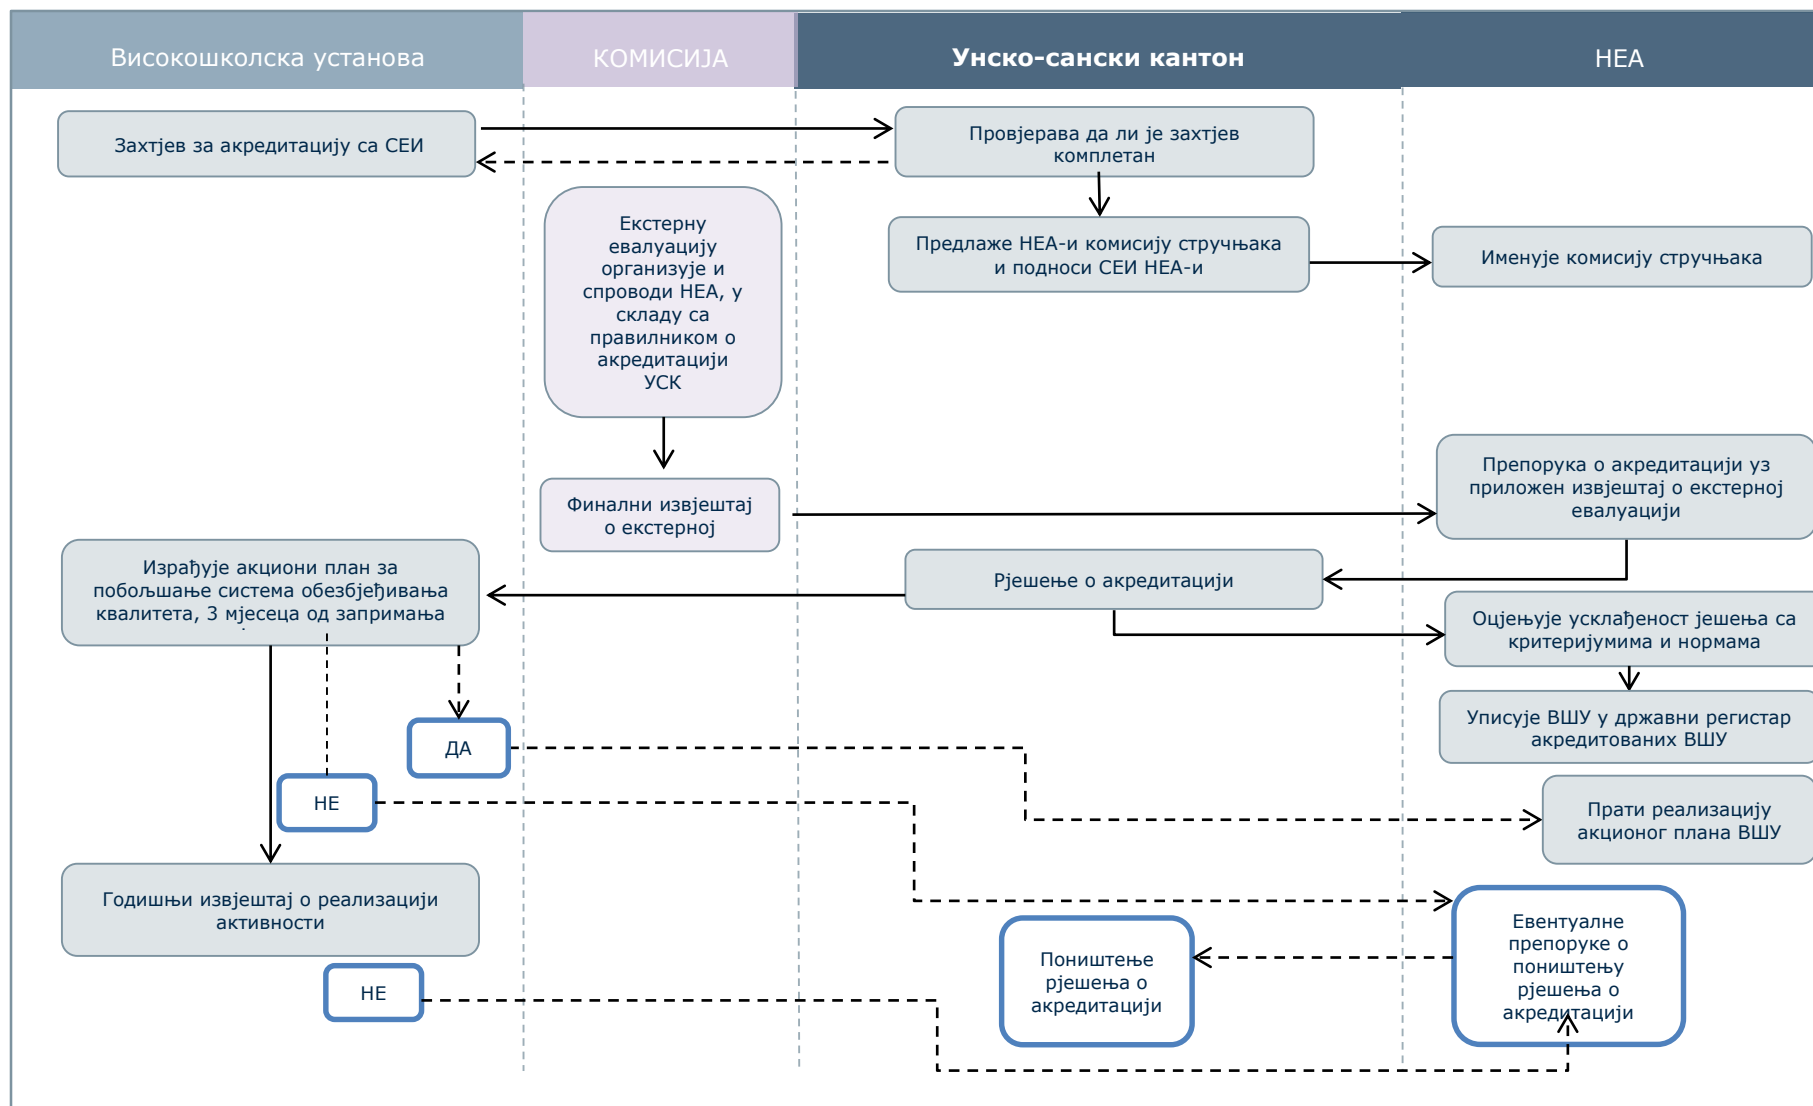 Високошколска установа
КОМИСИЈА
Унско-сански кантон
НЕА
Захтјев за акредитацију са СЕИ
Провјерава да ли је захтјев
комплетан
Екстерну
евалуацију
организује и
спроводи НЕА, у
складу са
правилником о
акредитацији
УСК
Предлаже НЕА-и комисију стручњака
и подноси СЕИ НЕА-и
Именује комисију стручњака
Финални извјештај
о екстерној
Препорука о акредитацији уз
приложен извјештај о екстерној
евалуацији
Израђује акциони план за
побољшање система обезбјеђивања
квалитета, 3 мјесеца од запримања
Рјешење о акредитацији
Оцјењује усклађеност јешења са
критеријумима и нормама
Уписује ВШУ у државни регистар
акредитованих ВШУ
ДА
НЕ
Прати реализацију
акционог плана ВШУ
Годишњи извјештај о реализацији
активности
Поништење
рјешења о
акредитацији
Евентуалне
препоруке о
поништењу
рјешења о
акредитацији
НЕ